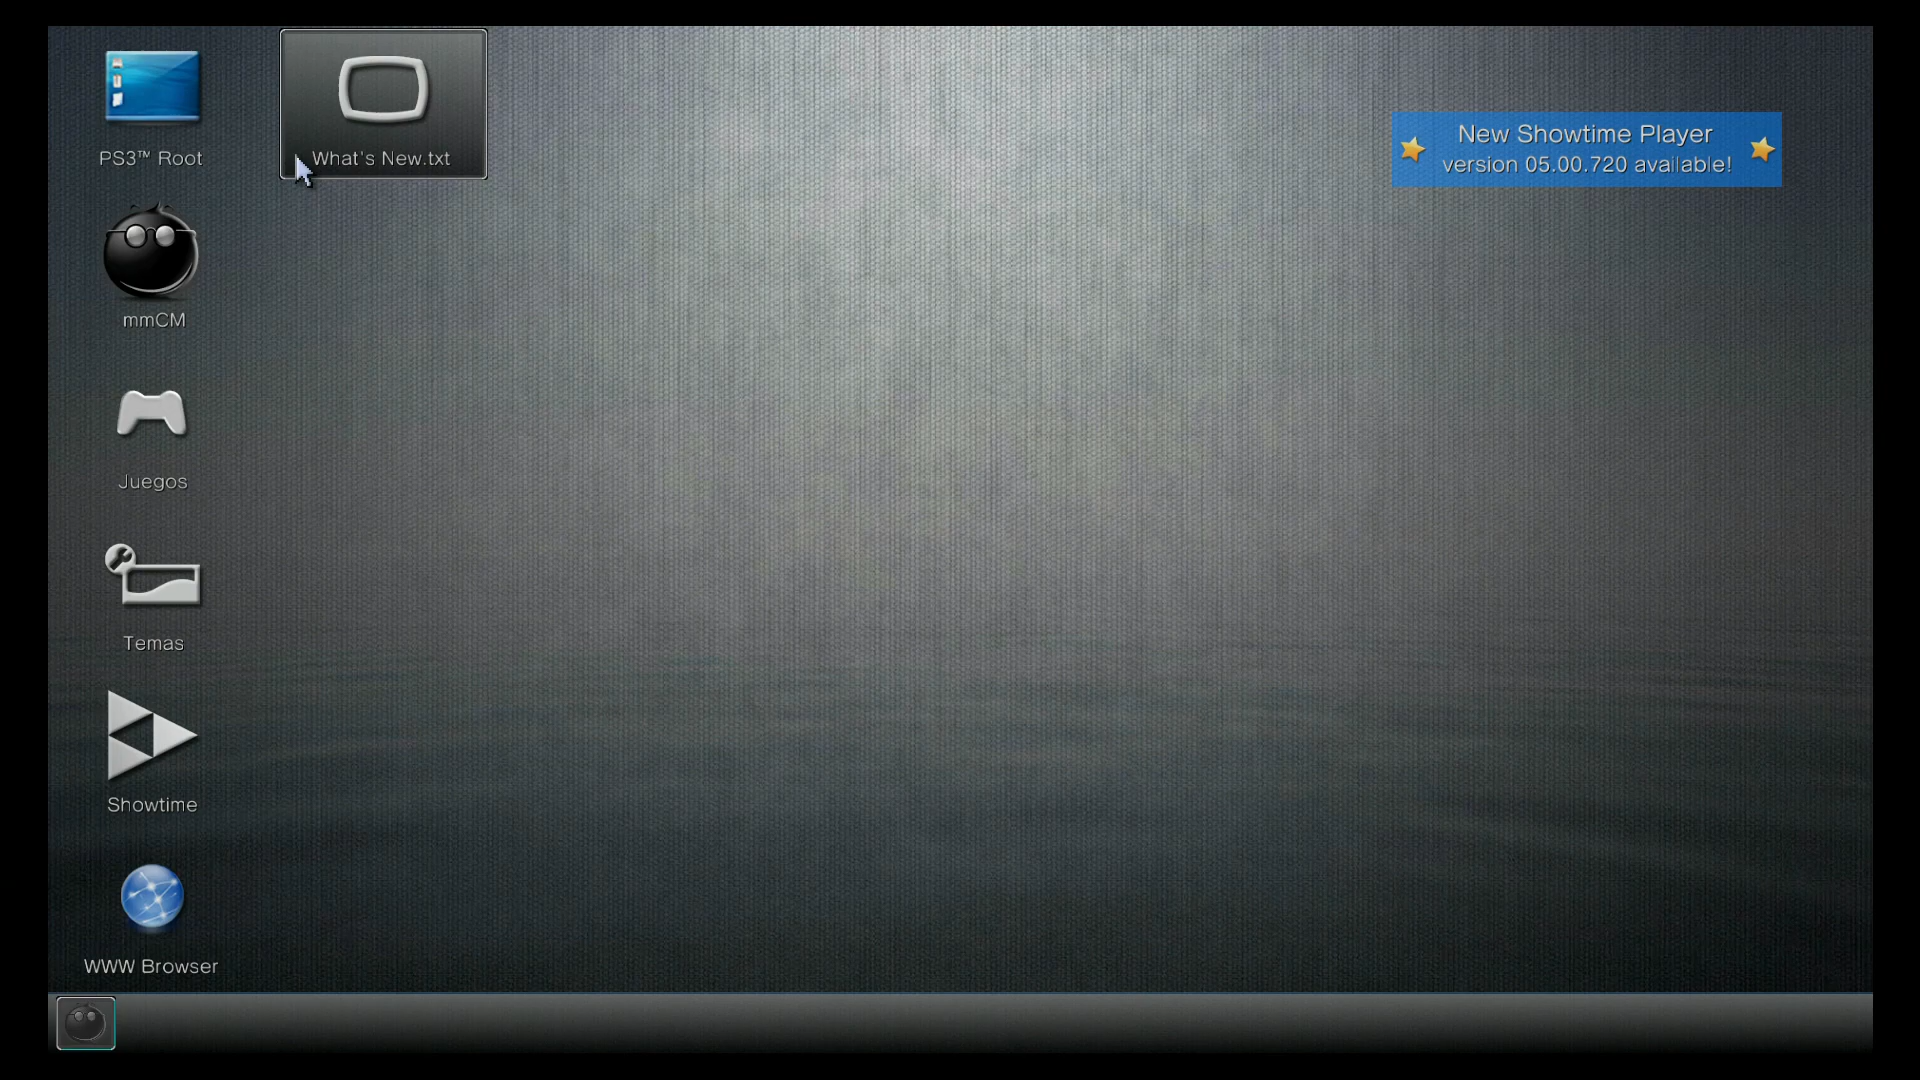 PS3™ Root
What's New.txt
New Showtime Player
version 05.00.720 available!
mmCM
Juegos
Temas
Showtime
WWW Browser